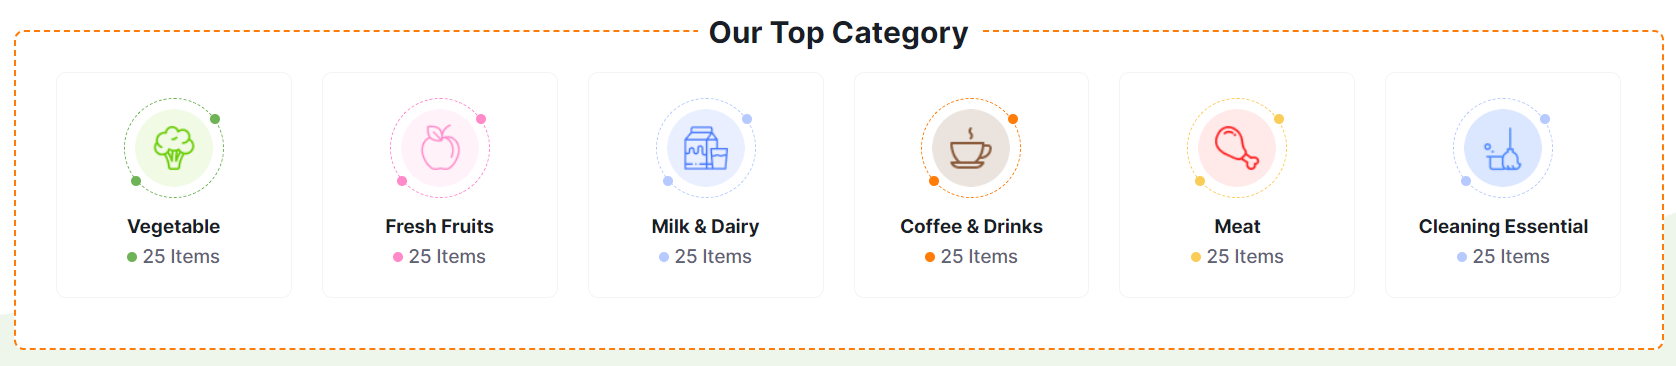 Our Top Category
Vegetable
25 Items
Fresh Fruits
25 Items
Milk & Dairy
25 Items
Coffee & Drinks
25 Items
Meat
25 Items
Cleaning Essential
25 Items